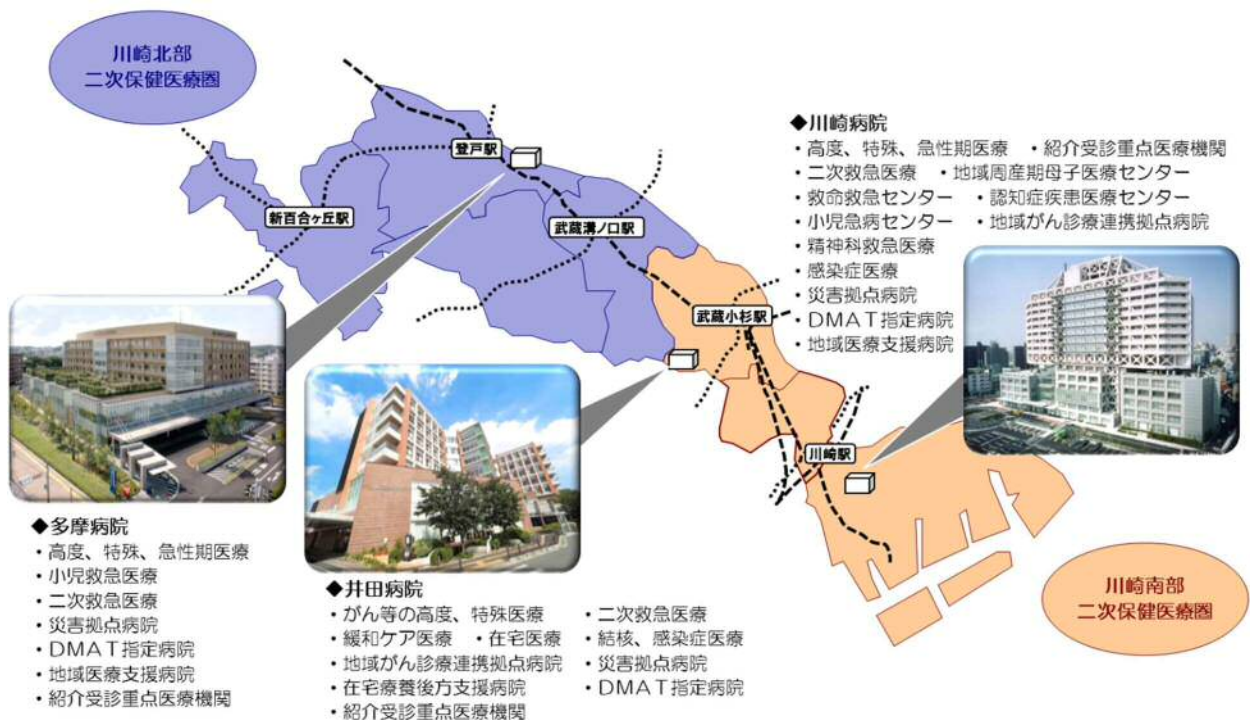 川崎北部
二次保健医療圏
登戸駅
新百合ヶ丘駅
武蔵溝ノ口駅
武蔵小杉駅
川崎駅
◆川崎病院
・高度、特殊、急性期医療 ・紹介受診重点医療機関
・二次救急医療 ・地域周産期母子医療センター
・救命救急センター ・認知症疾患医療センター
・小児急病センター ・地域がん診療連携拠点病院
・精神科救急医療
・感染症医療
・災害拠点病院
・DMAT指定病院
・地域医療支援病院
◆多摩病院
・高度、特殊、急性期医療
・小児救急医療
・二次救急医療
・災害拠点病院
・DMAT指定病院
・地域医療支援病院
・紹介受診重点医療機関
◆井田病院
・がん等の高度、特殊医療 ・二次救急医療
・緩和ケア医療 ・在宅医療 ・結核、感染症医療
・地域がん診療連携拠点病院 ・災害拠点病院
・在宅療養後方支援病院 ・DMAT指定病院
・紹介受診重点医療機関
川崎南部
二次保健医療圏